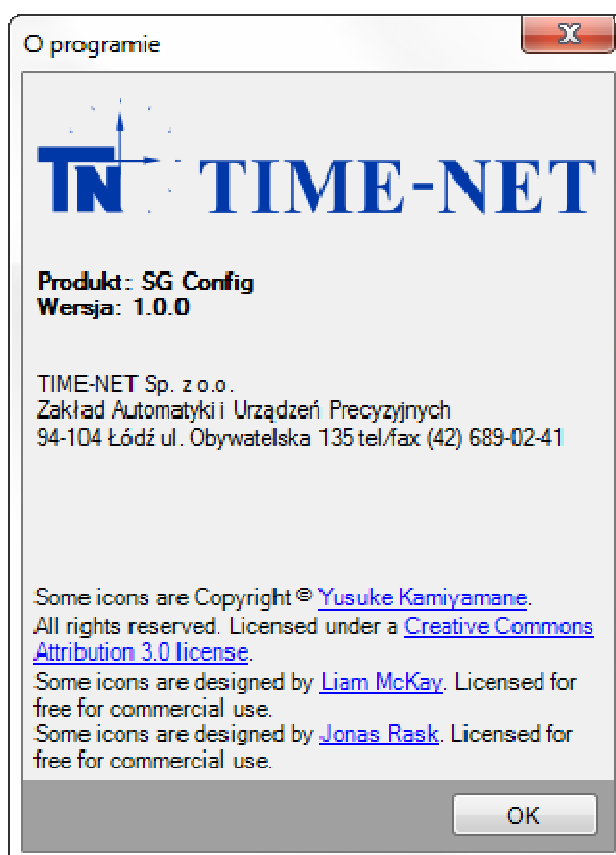 O programie
TN TIME-NET
Produkt: SG Config
Wersja: 1.0.0
TIME-NET Sp. z o.o.
Zakład Automatyki i Urządzeń Precyzyjnych
94-104 Łódź ul. Obywatelska 135 tel/fax (42) 689-02-41
Some icons are Copyright © Yusuke Kamiyamane.
All rights reserved. Licensed under a Creative Commons
Attribution 3.0 license.
Some icons are designed by Liam McKay. Licensed for
free for commercial use.
Some icons are designed by Jonas Rask. Licensed for
free for commercial use.
OK